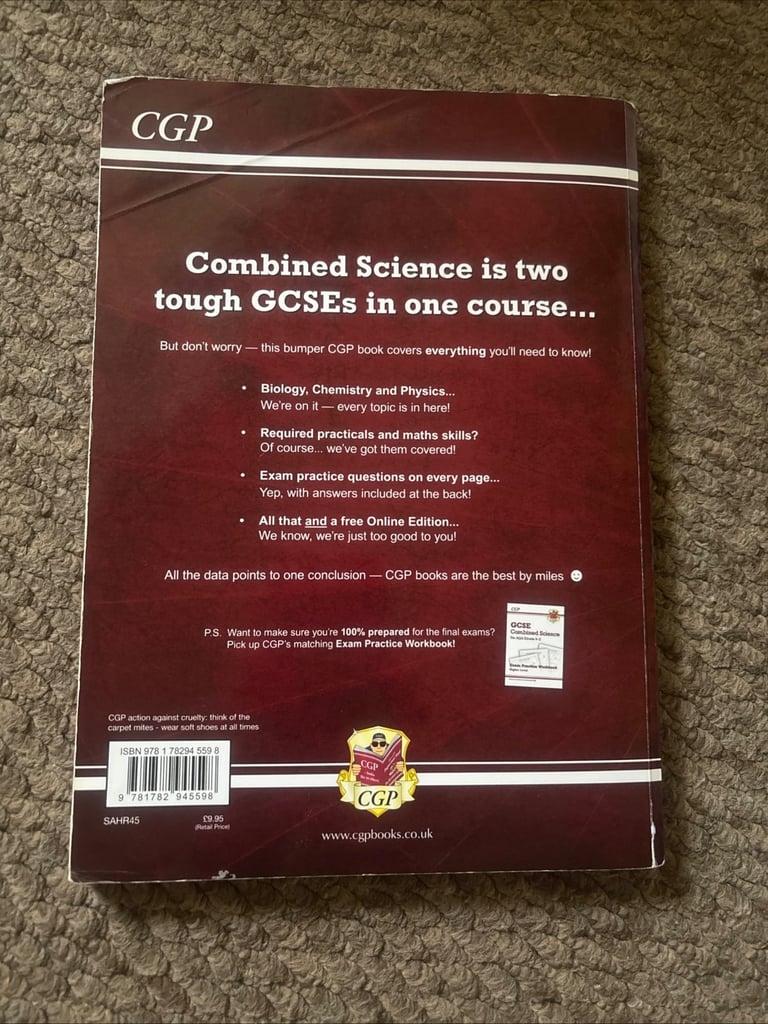 CGP
Combined Science is two
tough GCSEs in one course...
But don't worry — this bumper CGP book covers everything you'll need to know!
• Biology, Chemistry and Physics...
We're on it — every topic is in here!
• Required practicals and maths skills?
Of course... we've got them covered!
• Exam practice questions on every page...
Yep, with answers included at the back!
• All that and a free Online Edition...
We know, we're just too good to you!
All the data points to one conclusion — CGP books are the best by miles
P.S. Want to make sure you're 100% prepared for the final exams?
Pick up CGP's matching Exam Practice Workbook!
CGP
GCSE
Combined Science
Exam Practice Workbook
CGP action against cruelty: think of the
carpet mites - wear soft shoes at all times
ISBN 978 1 78294 559 8
9 781782 945598
SAHR45
£9.95
(Retail Price)
CGP
CGP
www.cgpbooks.co.uk